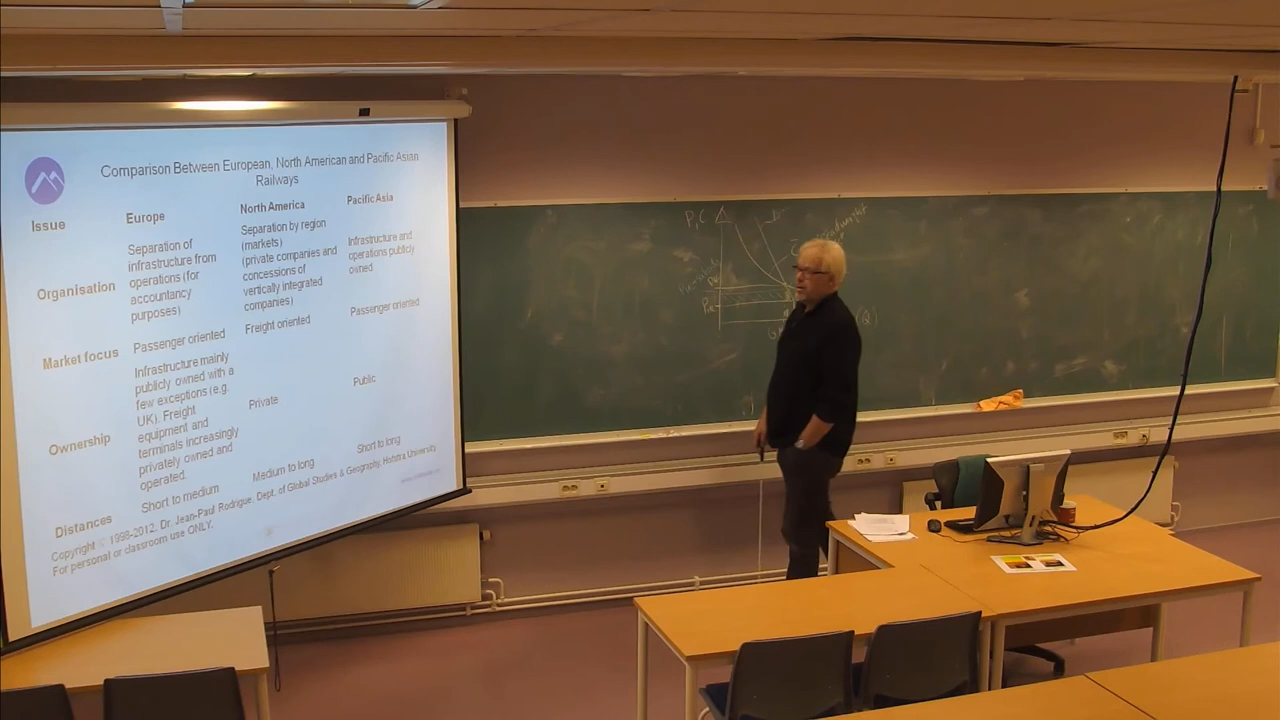 Comparison Between European, North American and Pacific Asian
Railways
Issue
Europe
North America
Pacific Asia
Organisation
Separation of
infrastructure from
operations (for
accountancy
purposes)
Separation by region
(markets)
(private companies and
concessions of
vertically integrated
companies)
Infrastructure and
operations publicly
owned
Market focus
Passenger oriented
Freight oriented
Passenger oriented
Ownership
Infrastructure mainly
publicly owned with a
few exceptions (e.g.
UK). Freight
equipment and
terminals increasingly
privately owned and
operated.
Private
Public
Distances
Short to medium
Medium to long
Short to long
Copyright © 1998-2012, Dr. Jean-Paul Rodrigue, Dept. of Global Studies & Geography, Hofstra University.
For personal or classroom use ONLY.
P,C
(Q)